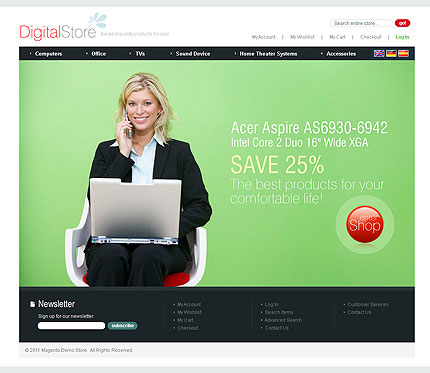 DigitalStore
the best quality products for you!
Search entire store...
go!
My Account | My Wishlist | My Cart | Checkout | Log In
Computers Office TVs Sound Device Home Theater Systems Accessories
Acer Aspire AS6930-6942
Intel Core 2 Duo 16" Wide XGA
SAVE 25%
The best products for your
comfortable life!
enter
Shop
Newsletter
Sign up for our newsletter:
subscribe
My Account
My Wishlist
My Cart
Checkout
Log In
Search Items
Advanced Search
Contact Us
Customer Services
Contact Us
© 2011 Magento Demo Store. All Rights Reserved.